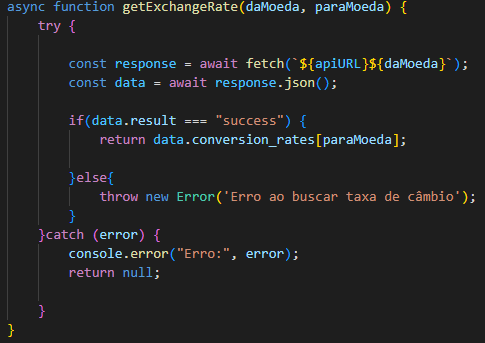 async function getExchangeRate(daMoeda, paraMoeda) {
    try {

        const response = await fetch(`${apiURL}${daMoeda}`);
        const data = await response.json();

        if(data.result === "success") {
            return data.conversion_rates[paraMoeda];

        }else{
            throw new Error('Erro ao buscar taxa de câmbio');
        }
    }catch (error) {
        console.error("Erro:", error);
        return null;

    }
}